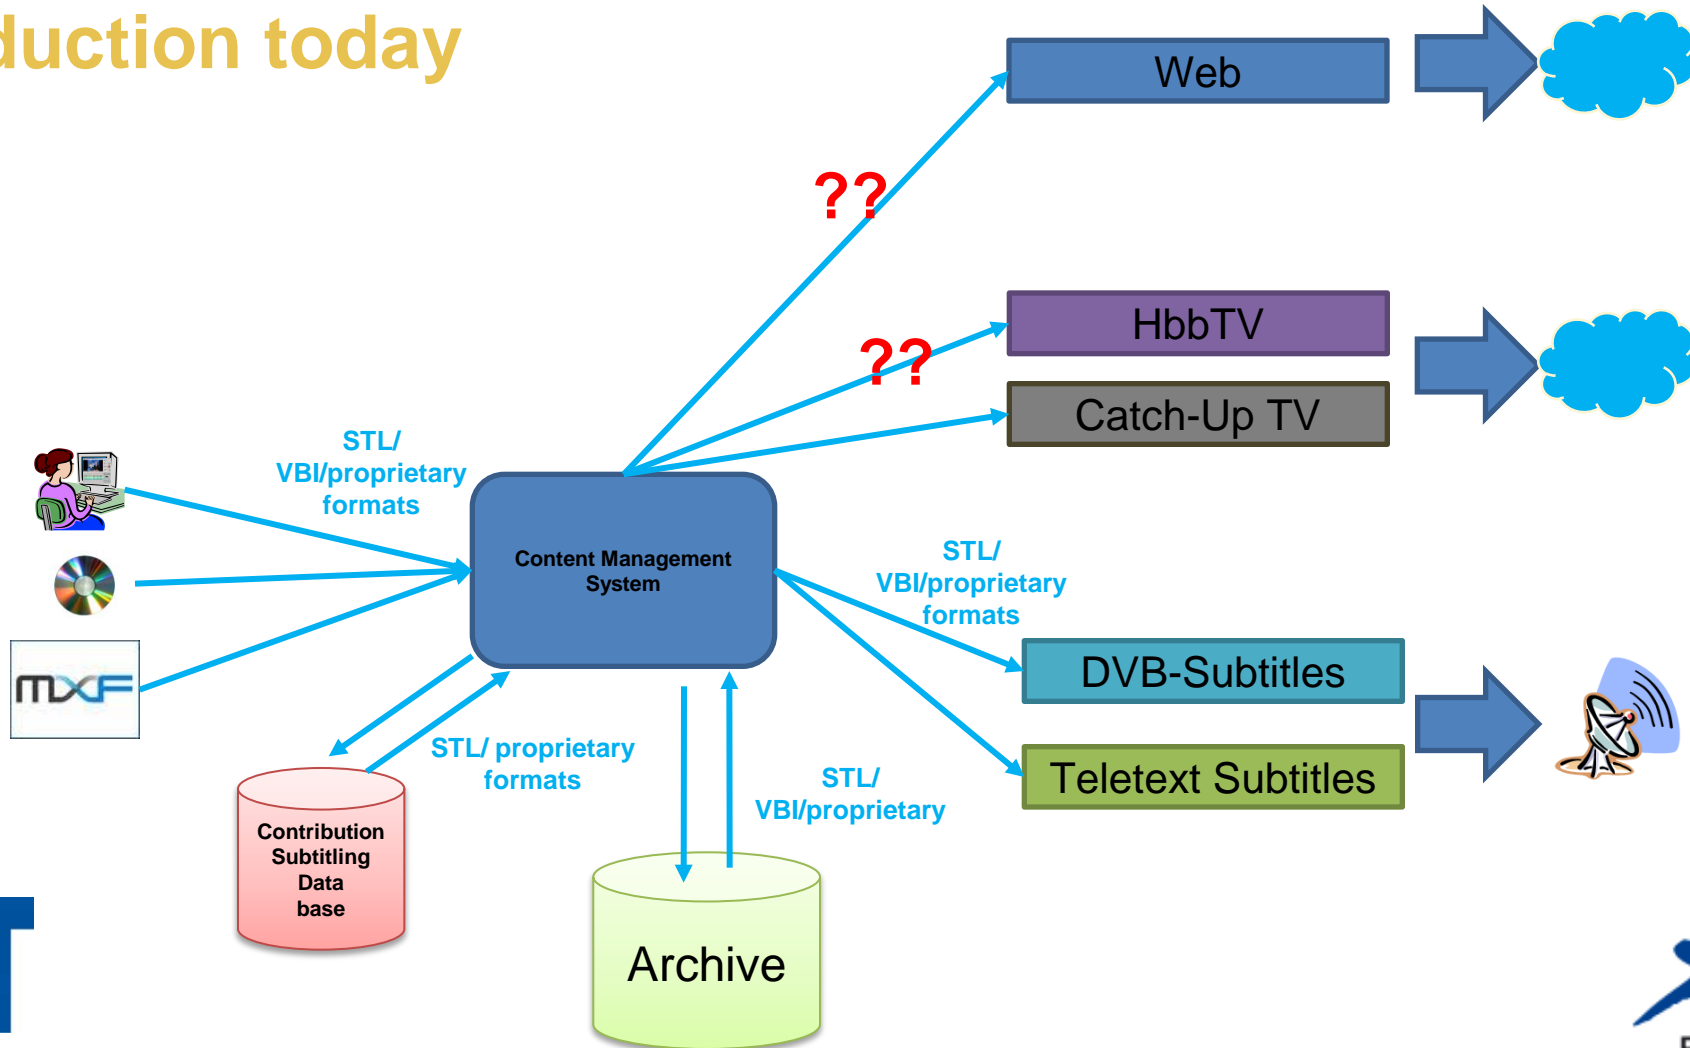 duction today
Web
??
HbbTV
??
Catch-Up TV
STL/
VBI/proprietary
formats
Content Management
System
STL/
VBI/proprietary
formats
mxf
DVB-Subtitles
STL/ proprietary
formats
Teletext Subtitles
STL/
VBI/proprietary
Contribution
Subtitling
Data
base
Archive
T